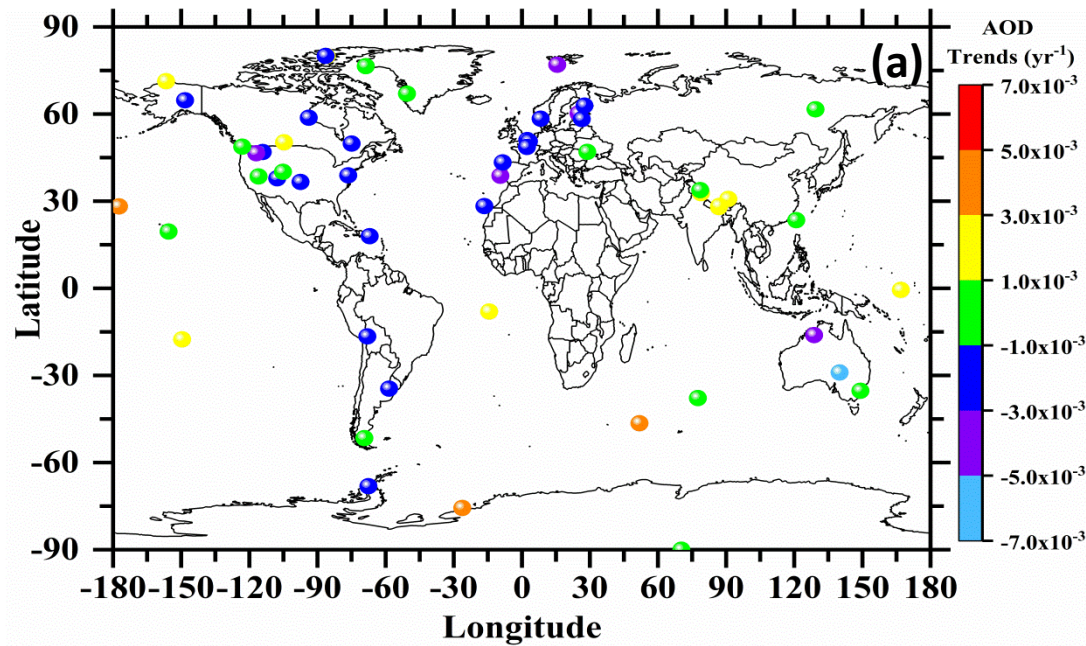 (a)
AOD
Trends (yr⁻¹)
90
60
30
0
-30
-60
-90
Latitude
-180 -150 -120 -90 -60 -30 0 30 60 90 120 150 180
Longitude
7.0x10⁻³
5.0x10⁻³
3.0x10⁻³
1.0x10⁻³
-1.0x10⁻³
-3.0x10⁻³
-5.0x10⁻³
-7.0x10⁻³